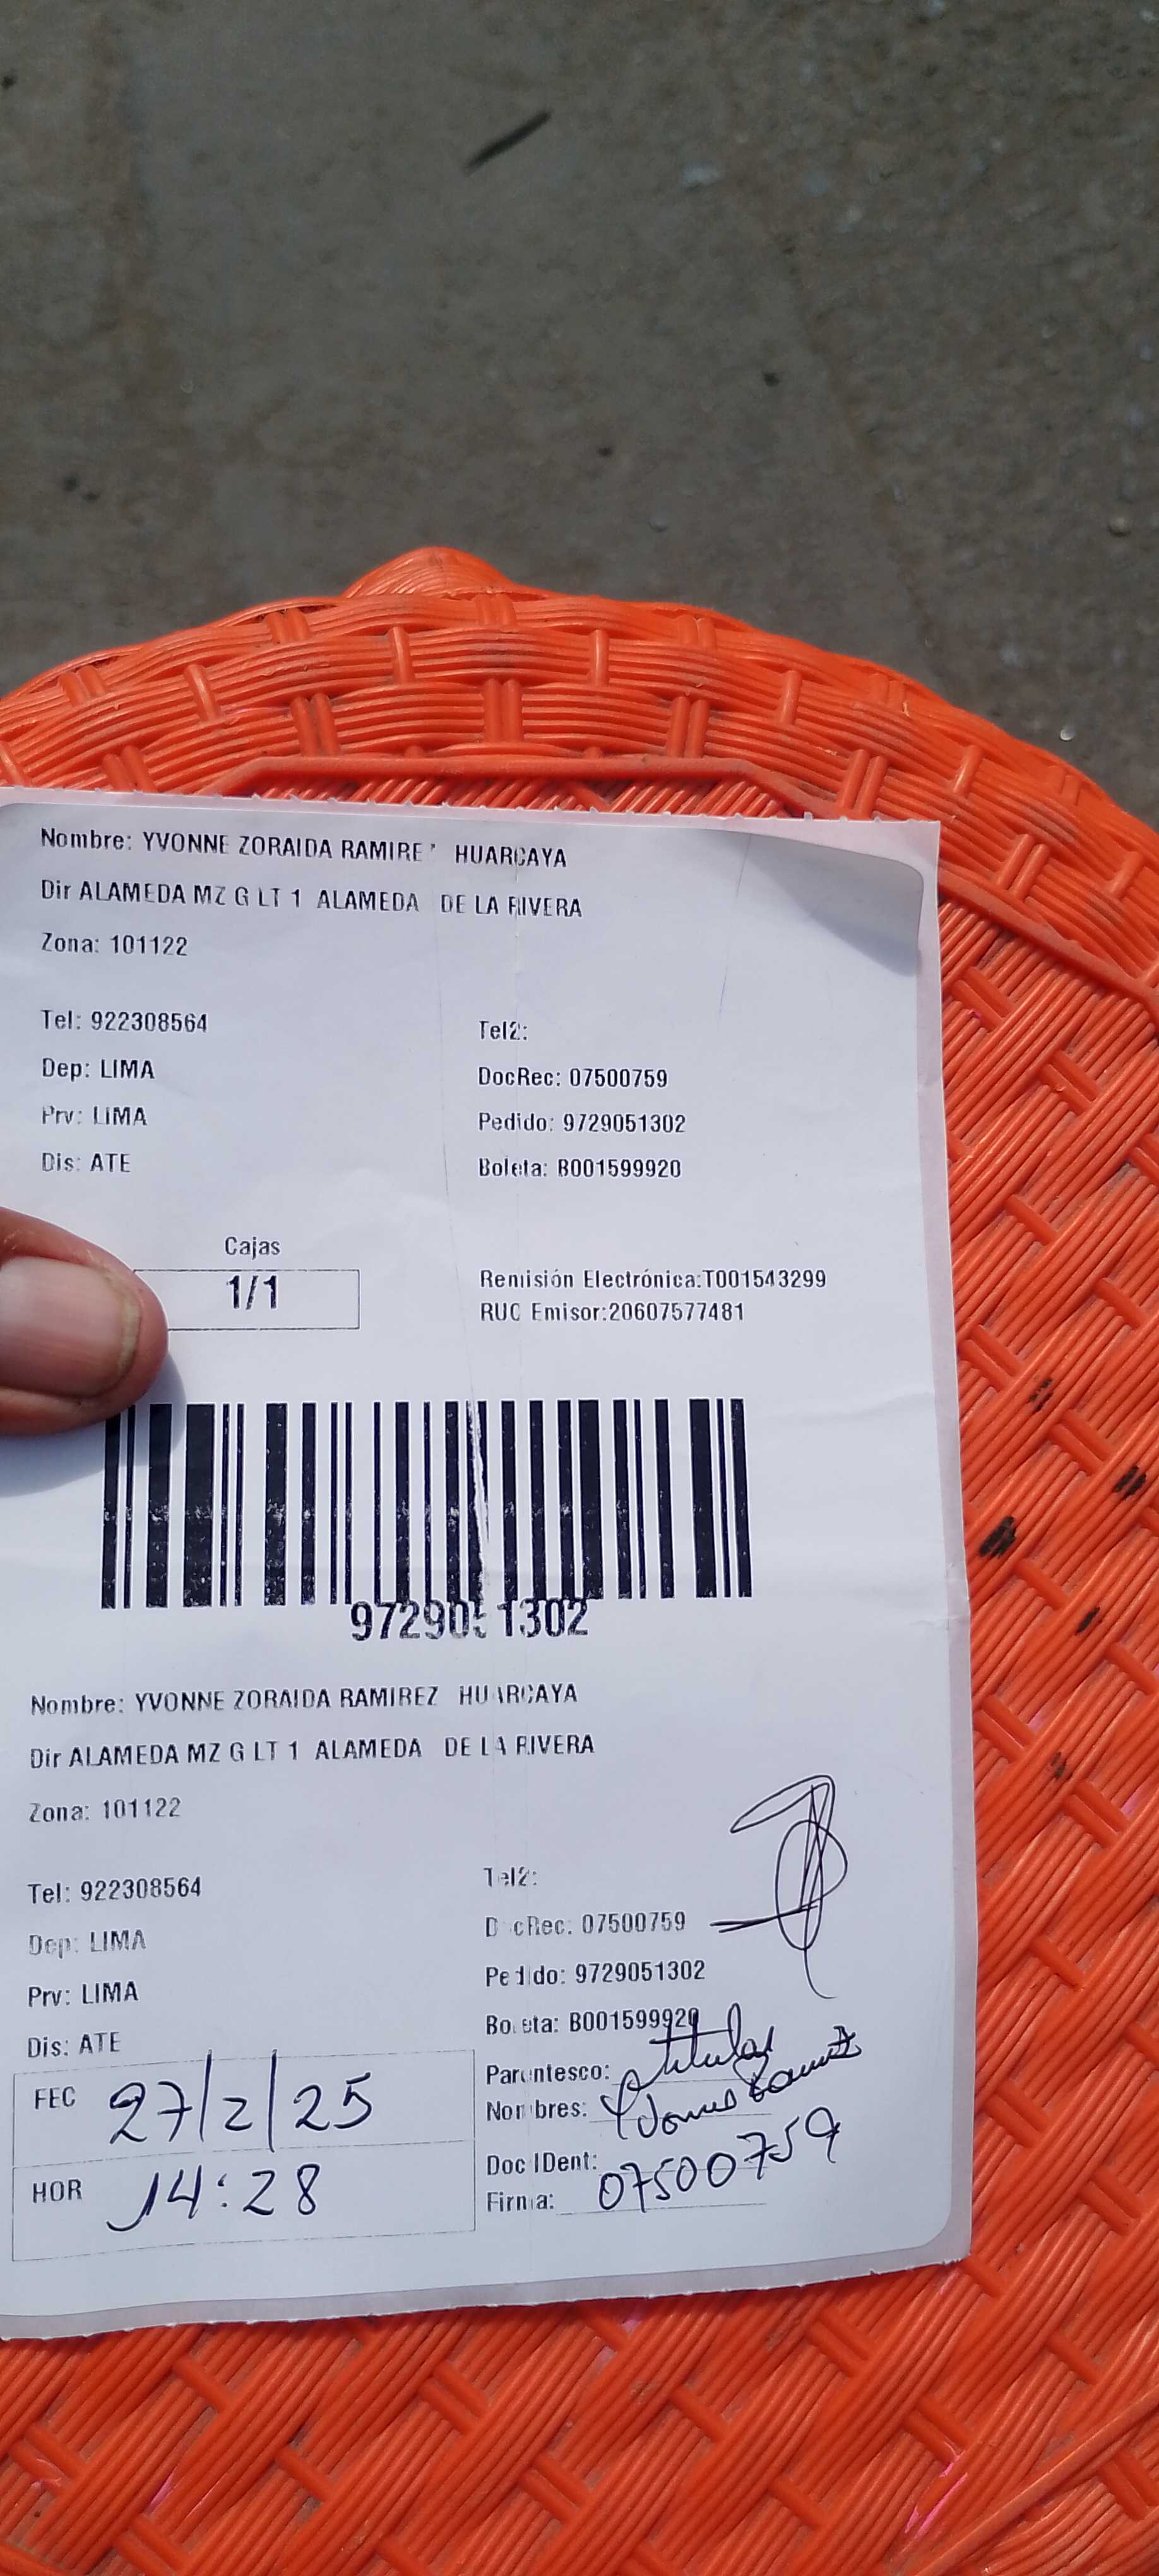 Nombre: YVONNE ZORAIDA RAMIRE HUARCAYA
Dir ALAMEDA MZ G LT 1 ALAMEDA DE LA RIVERA
Zona: 101122
Tel: 922308564 Tel2:
Dep: LIMA DocRec: 07500759
Prv: LIMA Pedido: 9729051302
Dis: ATE Boleta: B001599920
Cajas
1/1
Remisión Electrónica:T001543299
RUC Emisor:20607577481
9729051302
Nombre: YVONNE ZORAIDA RAMIREZ HUARCAYA
Dir ALAMEDA MZ G LT 1 ALAMEDA DE LA RIVERA
Zona: 101122
Tel: 922308564 Tel2:
Dep: LIMA DocRec: 07500759
Prv: LIMA Pedido: 9729051302
Dis: ATE Boleta: B001599920
FEC 27/2/25
HOR 14:28
Parentesco: titular
Nombres: Yvonne Ramirez
Doc IDent: 07500759
Firma: